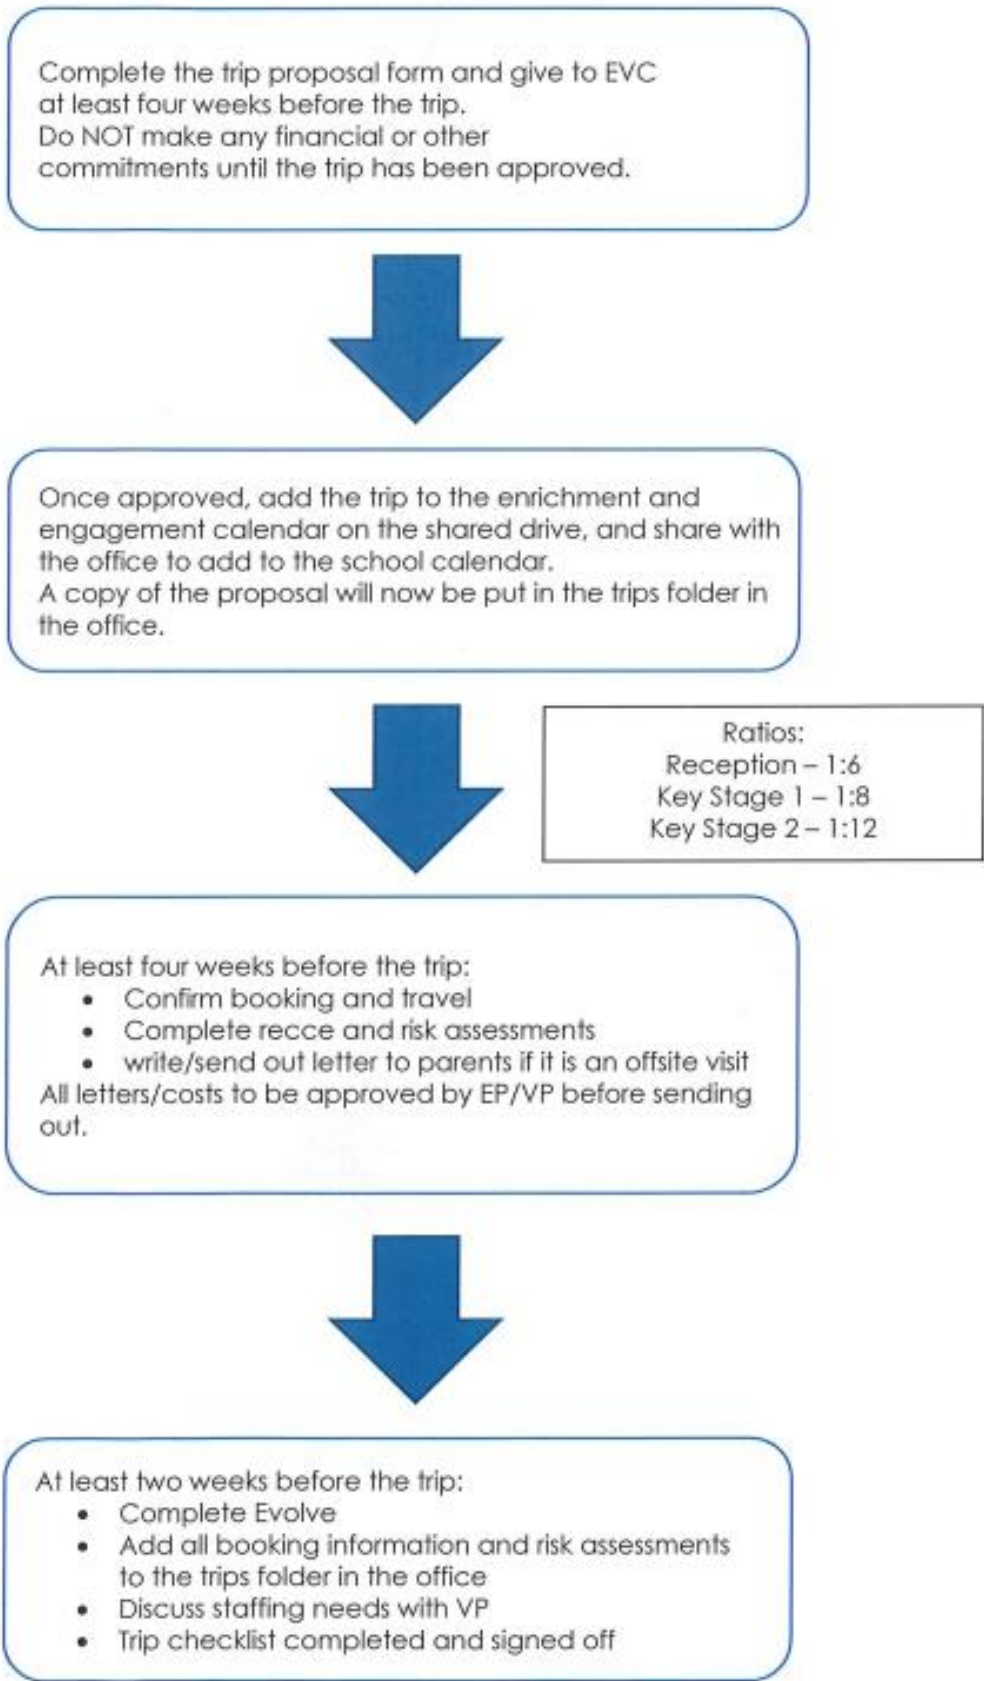 Complete the trip proposal form and give to EVC
at least four weeks before the trip.
Do NOT make any financial or other
commitments until the trip has been approved.
Once approved, add the trip to the enrichment and
engagement calendar on the shared drive, and share with
the office to add to the school calendar.
A copy of the proposal will now be put in the trips folder in
the office.
Ratios:
Reception – 1:6
Key Stage 1 – 1:8
Key Stage 2 – 1:12
At least four weeks before the trip:
• Confirm booking and travel
• Complete recce and risk assessments
• write/send out letter to parents if it is an offsite visit
All letters/costs to be approved by EP/VP before sending
out.
At least two weeks before the trip:
• Complete Evolve
• Add all booking information and risk assessments
to the trips folder in the office
• Discuss staffing needs with VP
• Trip checklist completed and signed off